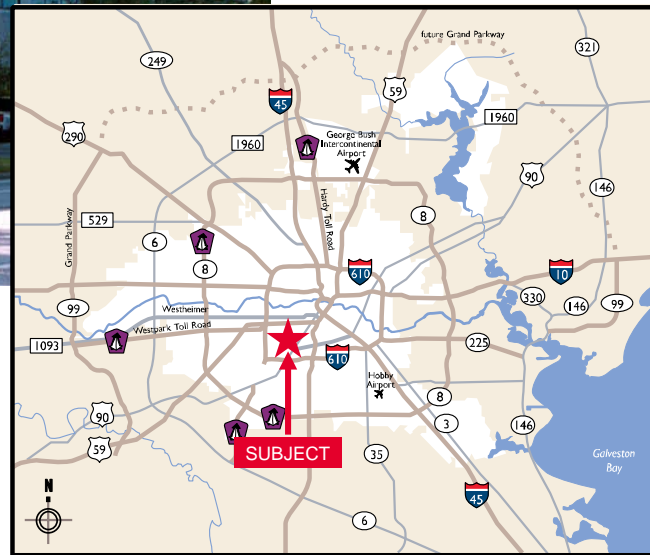 future Grand Parkway
321
249
59
45
290
1960
George Bush
Intercontinental
Airport
1960
90
Hardy Toll Road
146
529
Grand Parkway
6
8
8
610
10
99
Westheimer
330
146
99
Westpark Toll Road
1093
225
610
Hobby
Airport
90
8
3
146
59
SUBJECT
35
Galveston
Bay
N
45
6